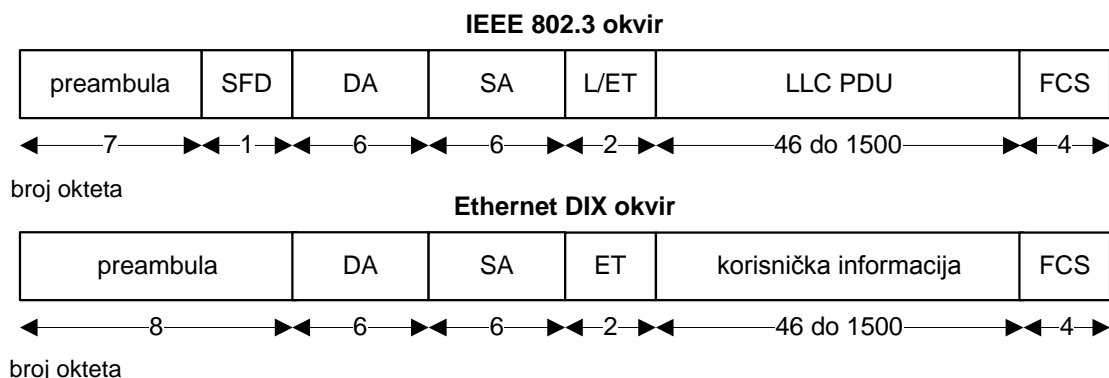 IEEE 802.3 okvir
preambula SFD DA SA L/ET LLC PDU FCS
7 1 6 6 2 46 do 1500 4
broj okteta
Ethernet DIX okvir
preambula DA SA ET korisnička informacija FCS
8 6 6 2 46 do 1500 4
broj okteta